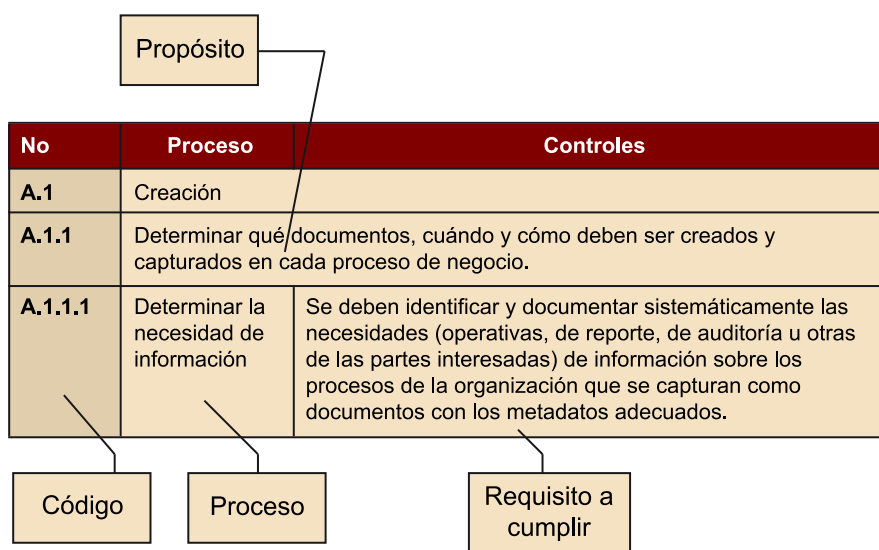 Propósito
No Proceso Controles
A.1 Creación
A.1.1 Determinar qué documentos, cuándo y cómo deben ser creados y
capturados en cada proceso de negocio.
A.1.1.1 Determinar la
necesidad de
información
Se deben identificar y documentar sistemáticamente las
necesidades (operativas, de reporte, de auditoría u otras
de las partes interesadas) de información sobre los
procesos de la organización que se capturan como
documentos con los metadatos adecuados.
Código
Proceso
Requisito a
cumplir